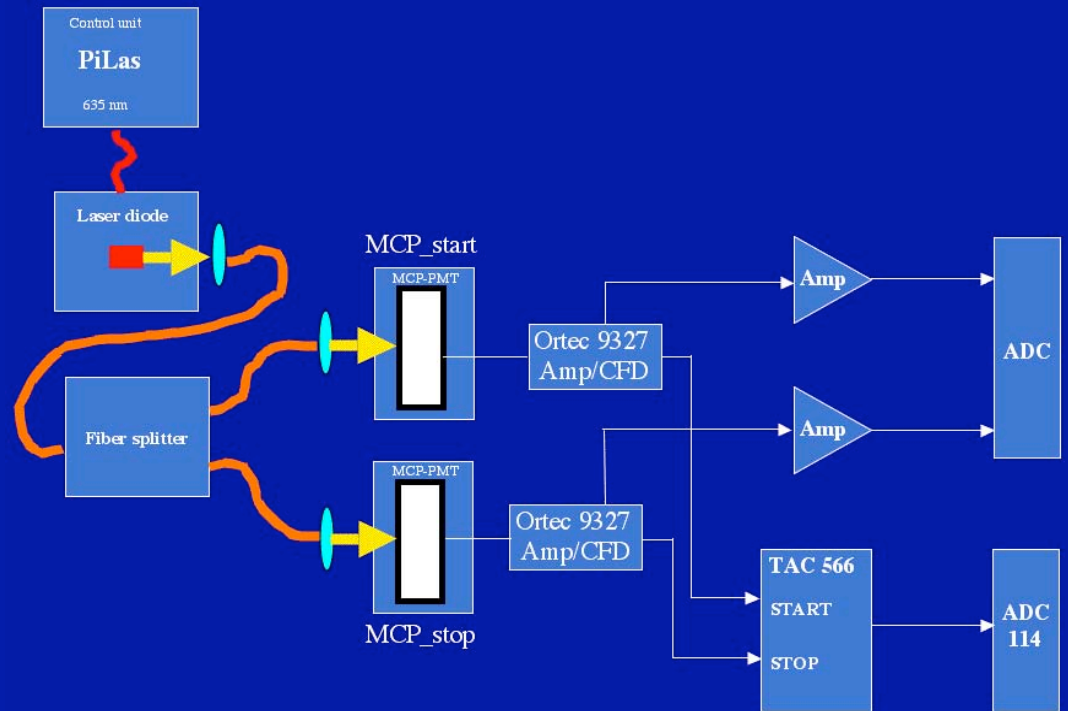 Control unit
PiLas
635 nm
Laser diode
MCP_start
MCP-PMT
Ortec 9327
Amp/CFD
Amp
ADC
Fiber splitter
Amp
MCP-PMT
MCP_stop
Ortec 9327
Amp/CFD
TAC 566
START
STOP
ADC
114